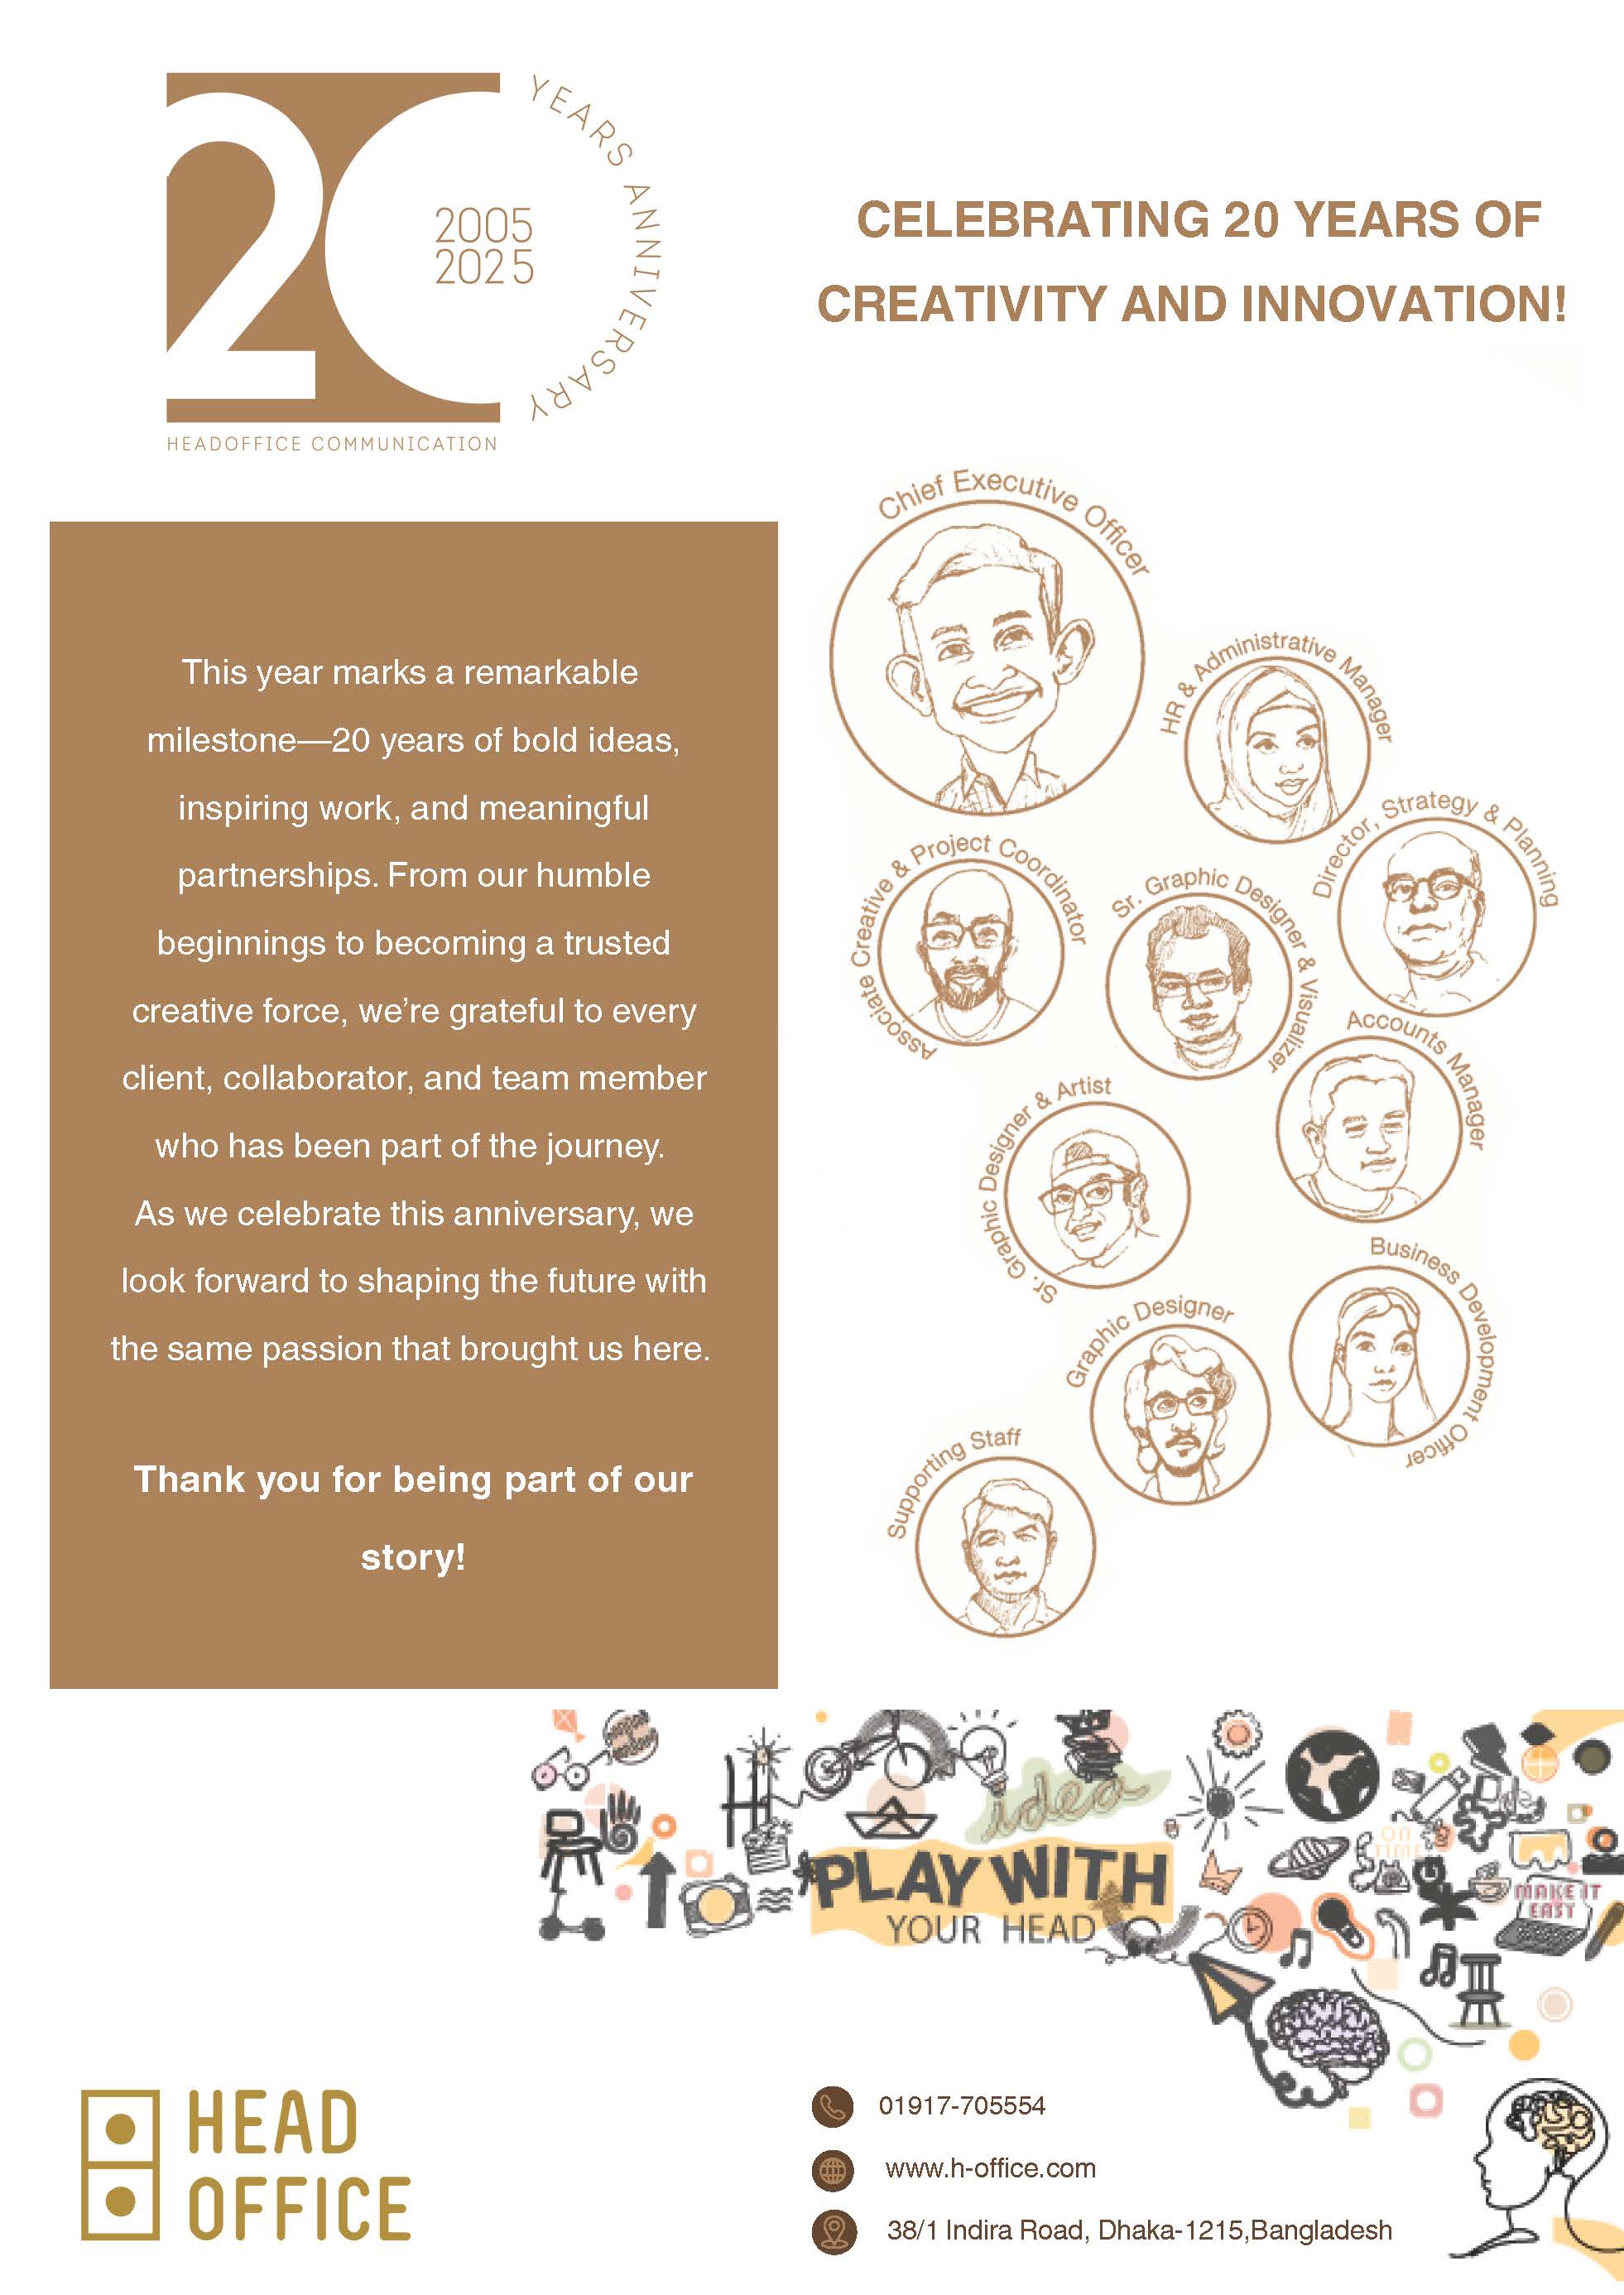 YEARS ANNIVERSARY
20
2005
2025
HEADOFFICE COMMUNICATION
CELEBRATING 20 YEARS OF
CREATIVITY AND INNOVATION!
This year marks a remarkable
milestone—20 years of bold ideas,
inspiring work, and meaningful
partnerships. From our humble
beginnings to becoming a trusted
creative force, we’re grateful to every
client, collaborator, and team member
who has been part of the journey.
As we celebrate this anniversary, we
look forward to shaping the future with
the same passion that brought us here.
Thank you for being part of our
story!
Chief Executive Officer
HR & Administrative Manager
Director, Strategy & Planning
Associate Creative & Project Coordinator
Sr. Graphic Designer & Visualizer
Accounts Manager
Sr. Graphic Designer & Artist
Business Development Officer
Graphic Designer
Supporting Staff
idea
PLAY WITH
YOUR HEAD
ON
TIME
MAKE IT
EASY
HEAD
OFFICE
01917-705554
www.h-office.com
38/1 Indira Road, Dhaka-1215,Bangladesh